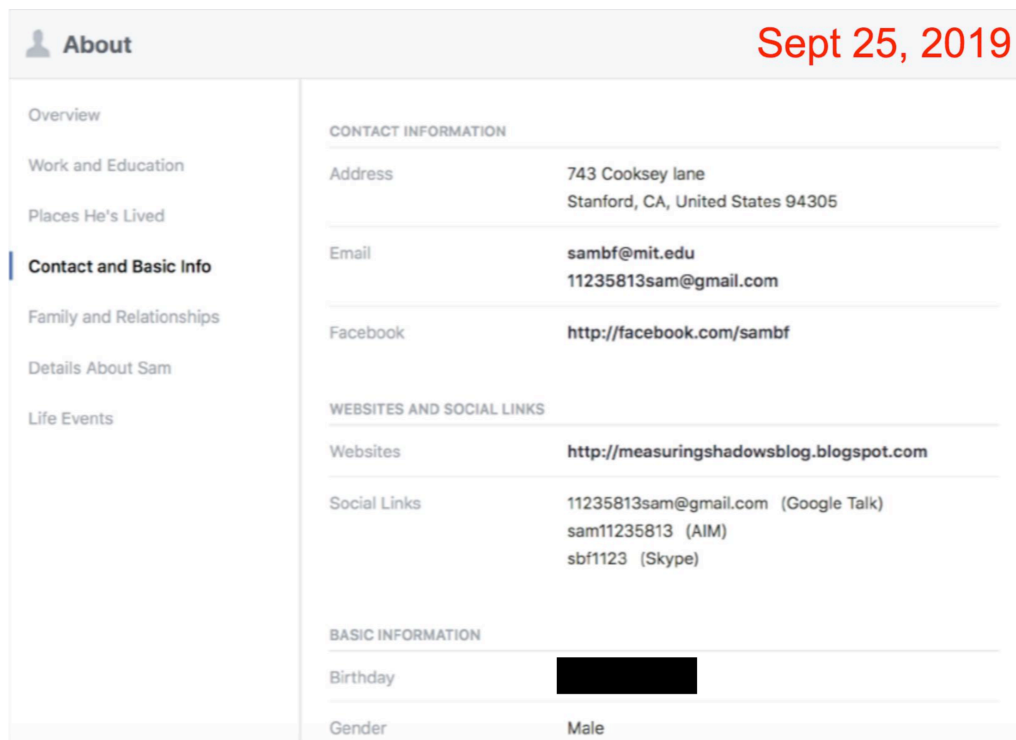 About
Sept 25, 2019
Overview
Work and Education
Places He's Lived
Contact and Basic Info
Family and Relationships
Details About Sam
Life Events
CONTACT INFORMATION
Address 743 Cooksey lane
Stanford, CA, United States 94305
Email sambf@mit.edu
11235813sam@gmail.com
Facebook http://facebook.com/sambf
WEBSITES AND SOCIAL LINKS
Websites http://measuringshadowsblog.blogspot.com
Social Links 11235813sam@gmail.com (Google Talk)
sam11235813 (AIM)
sbf1123 (Skype)
BASIC INFORMATION
Birthday
Gender Male